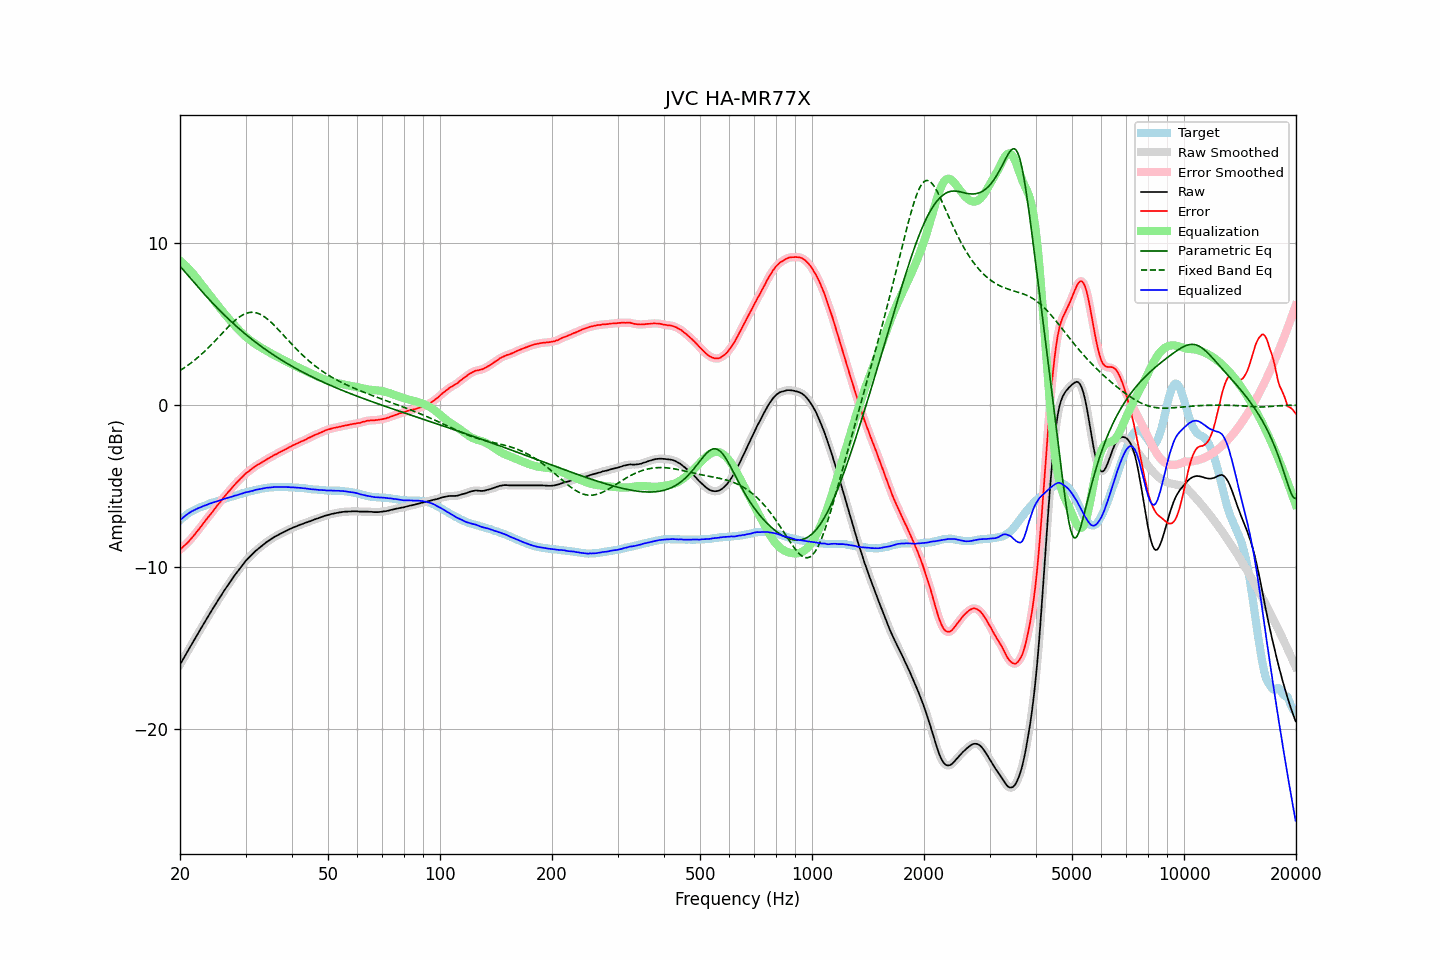 JVC HA-MR77X
Target
Raw Smoothed
Error Smoothed
Raw
Error
Equalization
Parametric Eq
Fixed Band Eq
Equalized
Amplitude (dBr)
10
0
−10
−20
20 50 100 200 500 1000 2000 5000 10000 20000
Frequency (Hz)